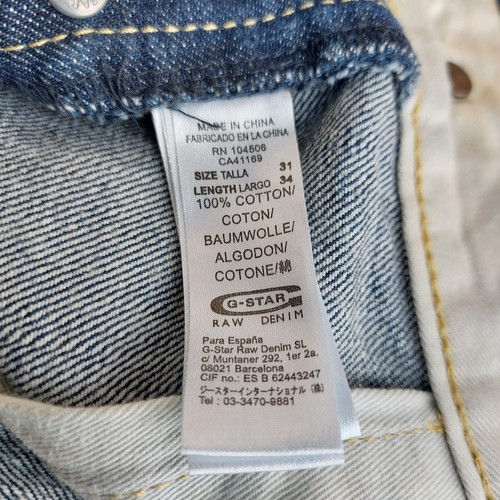 MADE IN CHINA
FABRICADO EN LA CHINA
RN 104506
CA41169
SIZE TALLA 31
LENGTH LARGO 34
100% COTTON/
COTON/
BAUMWOLLE/
ALGODON/
COTONE/綿
G-STAR
RAW DENIM
Para España
G-Star Raw Denim SL
c/ Muntaner 292, 1er 2a.
08021 Barcelona
CIF no.: ES B 62443247
ジースターインターナショナル (株)
Tel : 03-3470-9881